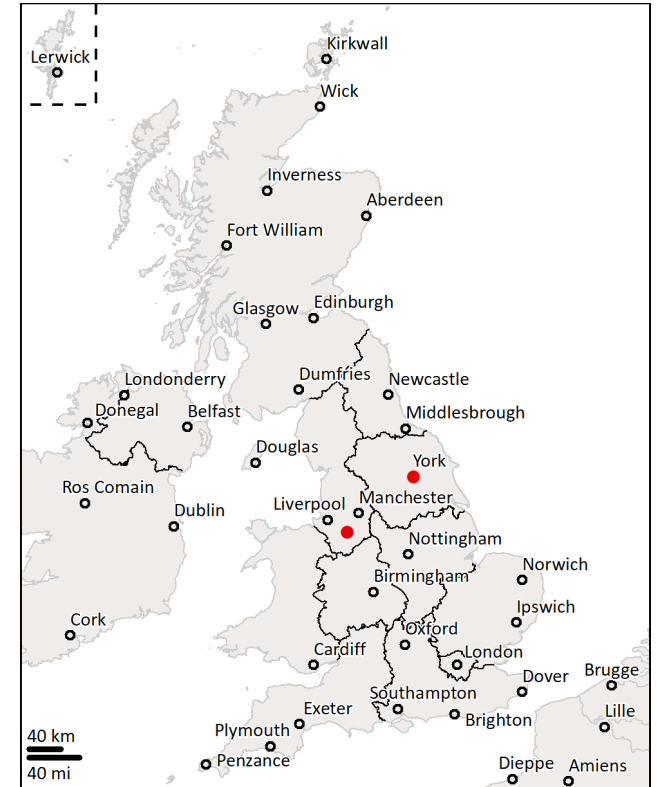 Kirkwall
Lerwick
Wick
Inverness
Aberdeen
Fort William
Edinburgh
Glasgow
Dumfries
Londonderry
Newcastle
Donegal
Belfast
Middlesbrough
Douglas
York
Ros Comain
Manchester
Liverpool
Dublin
Nottingham
Norwich
Birmingham
Ipswich
Cork
Oxford
Cardiff
London
Brugge
Dover
Southampton
Exeter
Lille
Brighton
Plymouth
40 km
Penzance
Dieppe
Amiens
40 mi